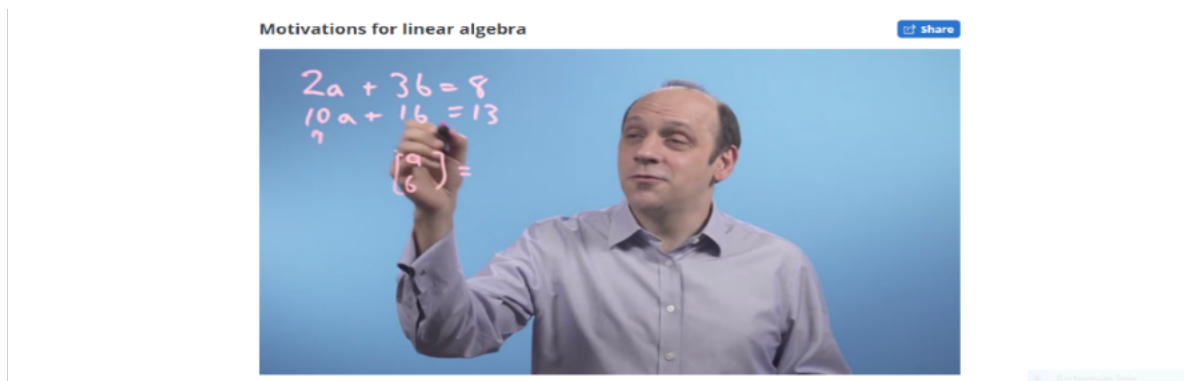 Motivations for linear algebra
Share
2a + 3b = 8
10a + 1b = 13
[a
b] =